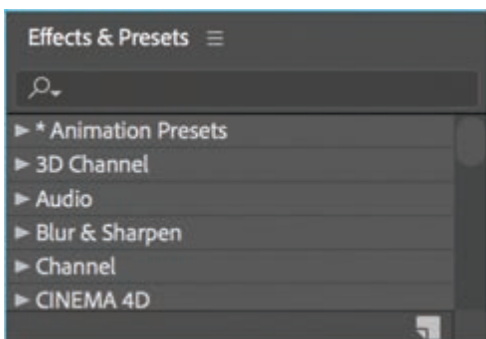 Effects & Presets
* Animation Presets
3D Channel
Audio
Blur & Sharpen
Channel
CINEMA 4D